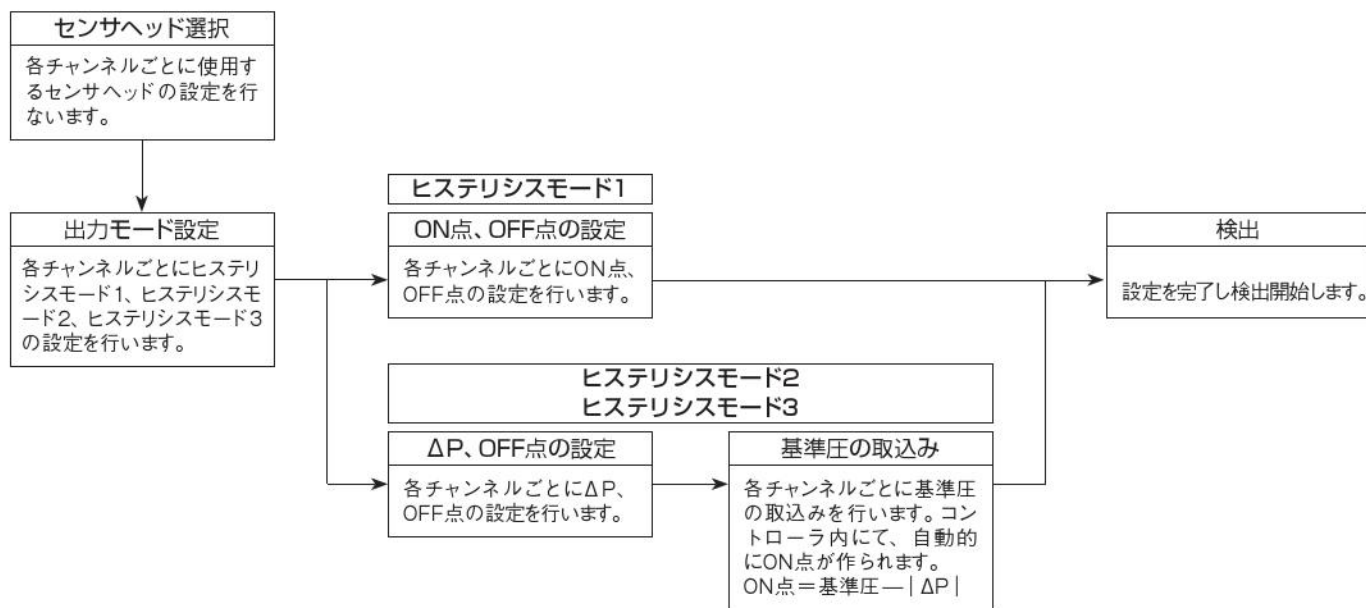 センサヘッド選択
各チャンネルごとに使用す
るセンサヘッドの設定を行
ないます。
出力モード設定
各チャンネルごとにヒステリ
シスモード1、ヒステリシスモ
ード2、ヒステリシスモード3
の設定を行います。
ヒステリシスモード1
ON点、OFF点の設定
各チャンネルごとにON点、
OFF点の設定を行います。
ヒステリシスモード2
ヒステリシスモード3
ΔP、OFF点の設定
各チャンネルごとにΔP、
OFF点の設定を行います。
基準圧の取込み
各チャンネルごとに基準圧
の取込みを行います。コン
トローラ内にて、自動的
にON点が作られます。
ON点＝基準圧―｜ΔP｜
検出
設定を完了し検出開始します。